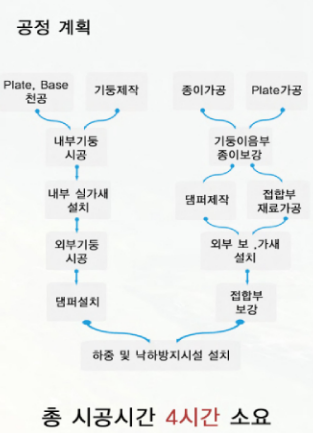 공정 계획
Plate, Base
천공
기둥제작
종이가공
Plate가공
내부기둥
시공
기둥이음부
종이보강
내부 실가새
설치
댐퍼제작
접합부
재료가공
외부기둥
시공
외부 보 ,가새
설치
댐퍼설치
접합부
보강
하중 및 낙하방지시설 설치
총 시공시간 4시간 소요